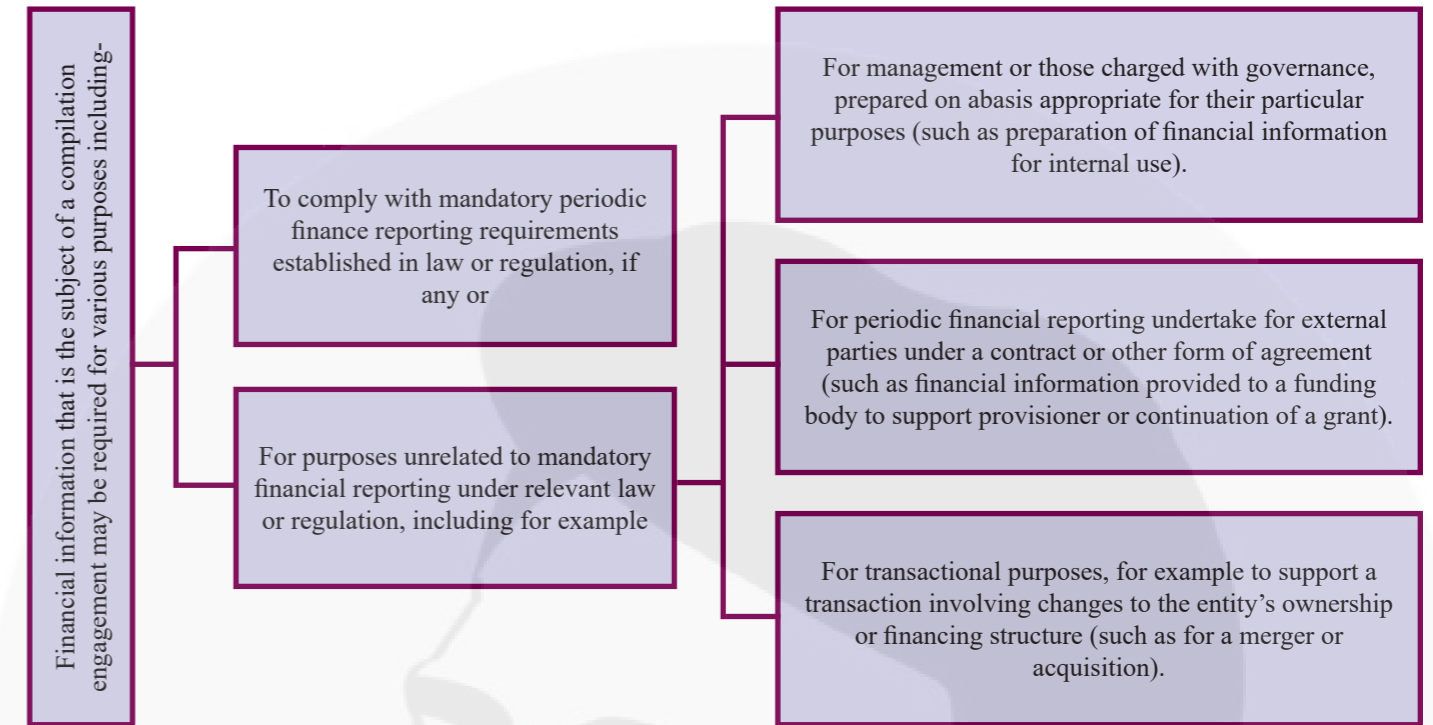 Financial information that is the subject of a compilation
engagement may be required for various purposes including-
To comply with mandatory periodic
finance reporting requirements
established in law or regulation, if
any or
For purposes unrelated to mandatory
financial reporting under relevant law
or regulation, including for example
For management or those charged with governance,
prepared on abasis appropriate for their particular
purposes (such as preparation of financial information
for internal use).
For periodic financial reporting undertake for external
parties under a contract or other form of agreement
(such as financial information provided to a funding
body to support provisioner or continuation of a grant).
For transactional purposes, for example to support a
transaction involving changes to the entity’s ownership
or financing structure (such as for a merger or
acquisition).